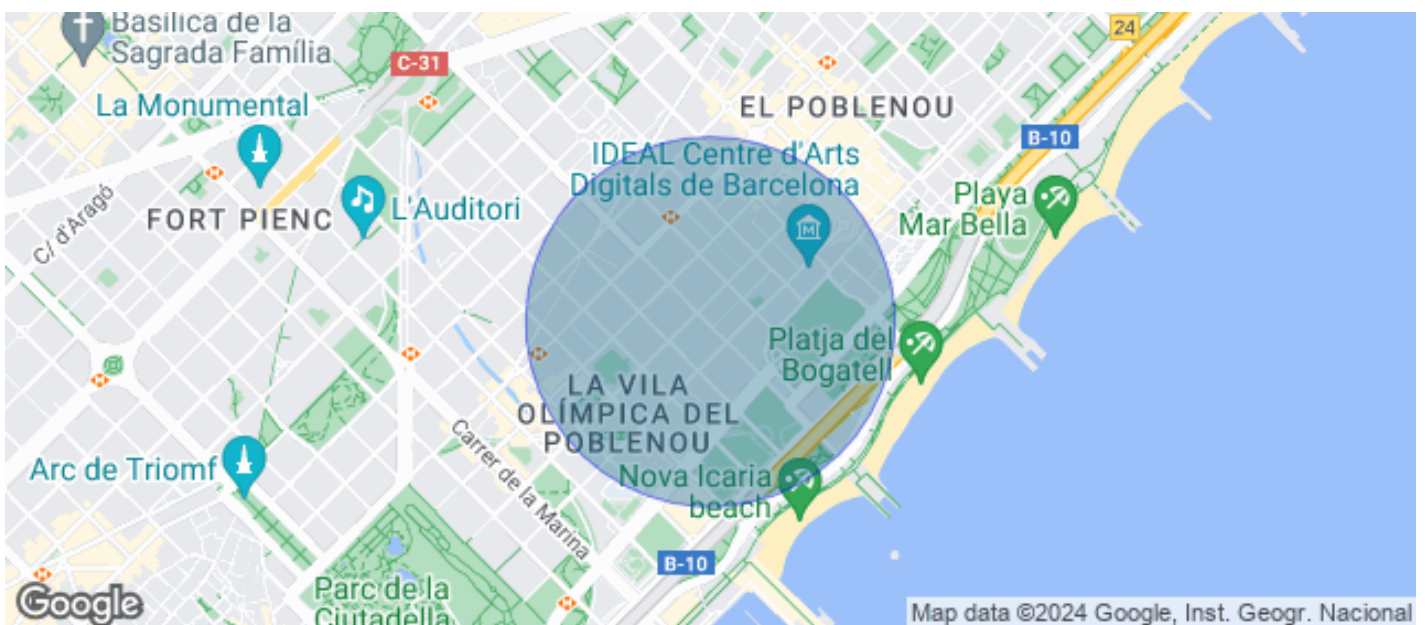 Basílica de la
Sagrada Família
24
C-31
La Monumental
EL POBLENOU
B-10
IDEAL Centre d'Arts
Digitals de Barcelona
Playa
Mar Bella
C/ d'Aragó
FORT PIENC
L'Auditori
M
Platja del
Bogatell
LA VILA
OLÍMPICA DEL
POBLENOU
Carrer de la Marina
Arc de Triomf
Nova Icaria
beach
B-10
Parc de la
Ciutadella
Google
Map data ©2024 Google, Inst. Geogr. Nacional